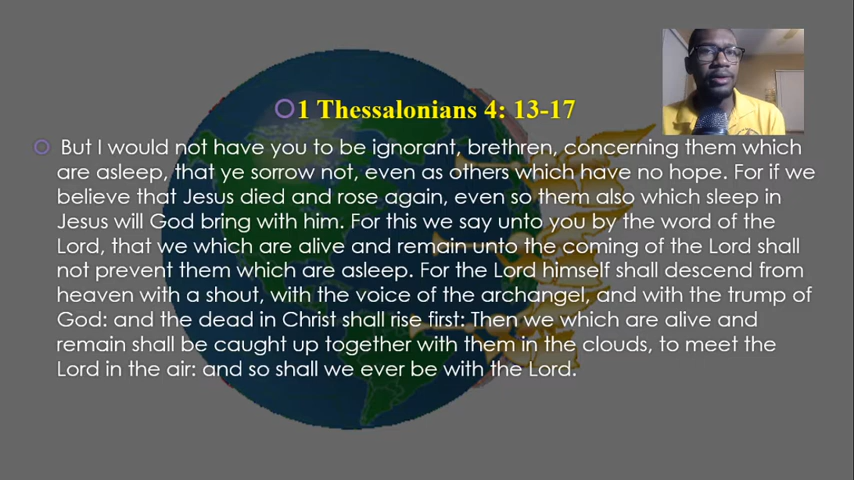 1 Thessalonians 4: 13-17
But I would not have you to be ignorant, brethren, concerning them which
are asleep, that ye sorrow not, even as others which have no hope. For if we
believe that Jesus died and rose again, even so them also which sleep in
Jesus will God bring with him. For this we say unto you by the word of the
Lord, that we which are alive and remain unto the coming of the Lord shall
not prevent them which are asleep. For the Lord himself shall descend from
heaven with a shout, with the voice of the archangel, and with the trump of
God: and the dead in Christ shall rise first: Then we which are alive and
remain shall be caught up together with them in the clouds, to meet the
Lord in the air: and so shall we ever be with the Lord.